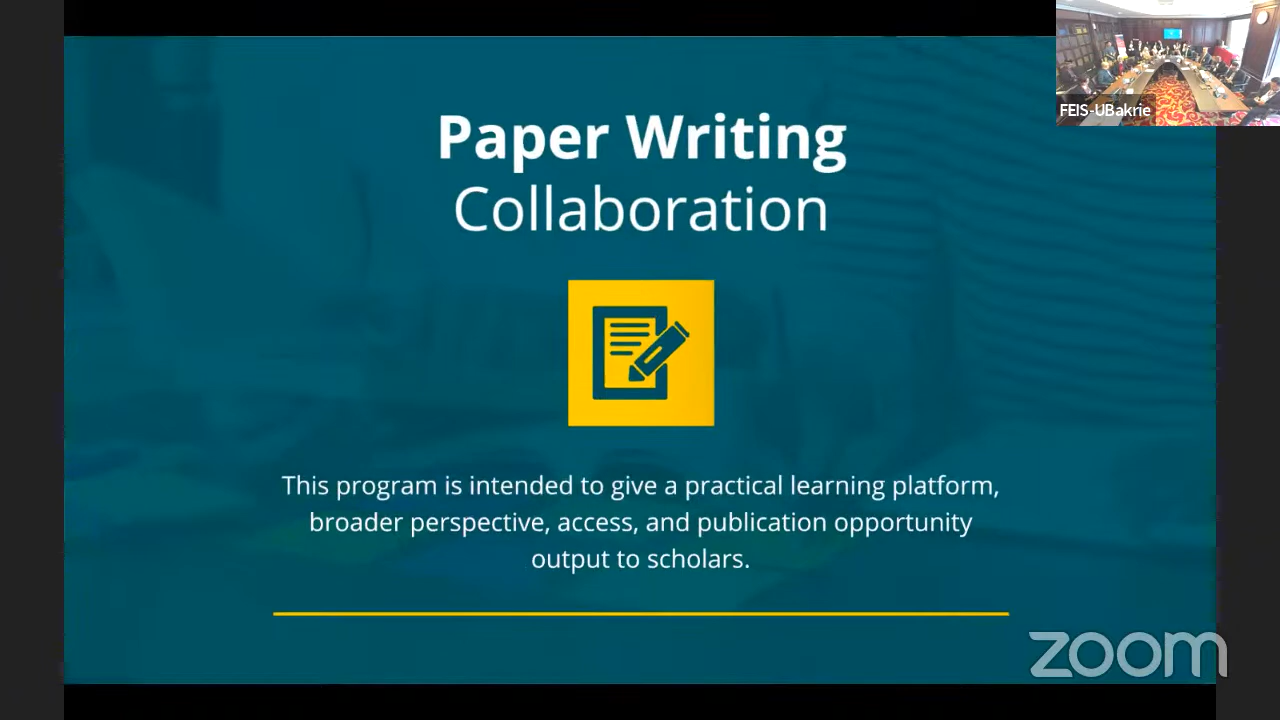 Paper Writing
Collaboration
This program is intended to give a practical learning platform,
broader perspective, access, and publication opportunity
output to scholars.
FEIS-UBakrie
zoom